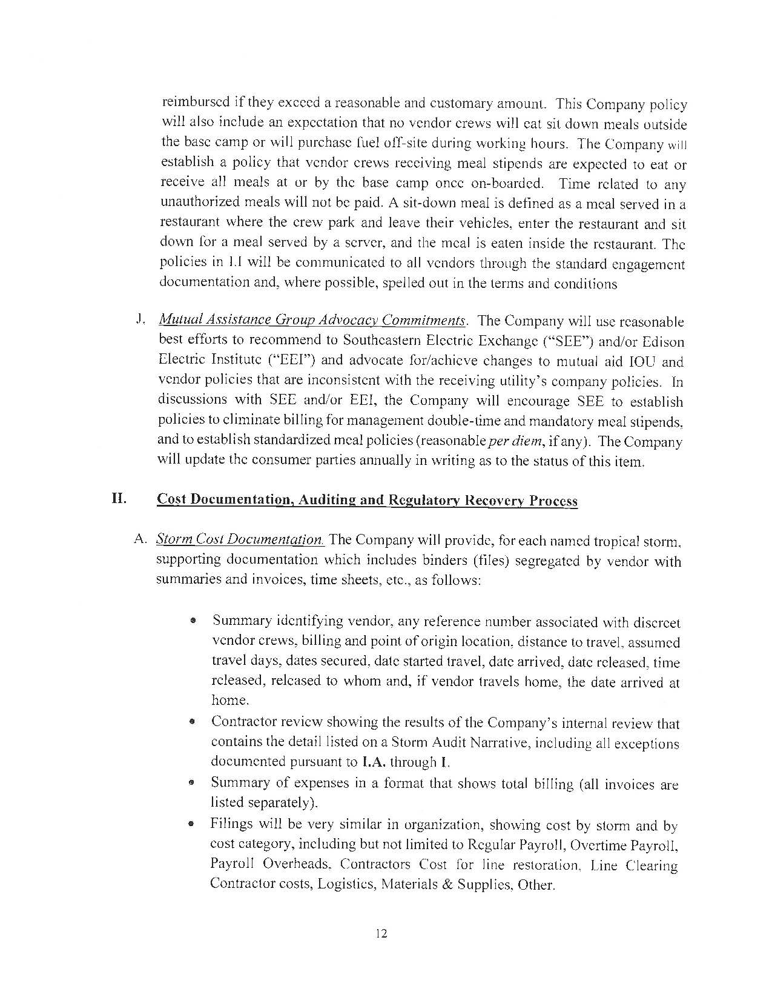 reimbursed if they exceed a reasonable and customary amount. This Company policy
will also include an expectation that no vendor crews will eat sit down meals outside
the base camp or will purchase fuel off-site during working hours. The Company will
establish a policy that vendor crews receiving meal stipends are expected to eat or
receive all meals at or by the base camp once on-boarded. Time related to any
unauthorized meals will not be paid. A sit-down meal is defined as a meal served in a
restaurant where the crew park and leave their vehicles, enter the restaurant and sit
down for a meal served by a server, and the meal is eaten inside the restaurant. The
policies in I.I will be communicated to all vendors through the standard engagement
documentation and, where possible, spelled out in the terms and conditions
J. Mutual Assistance Group Advocacy Commitments. The Company will use reasonable
best efforts to recommend to Southeastern Electric Exchange (“SEE”) and/or Edison
Electric Institute (“EEI”) and advocate for/achieve changes to mutual aid IOU and
vendor policies that are inconsistent with the receiving utility’s company policies. In
discussions with SEE and/or EEI, the Company will encourage SEE to establish
policies to eliminate billing for management double-time and mandatory meal stipends,
and to establish standardized meal policies (reasonable per diem, if any). The Company
will update the consumer parties annually in writing as to the status of this item.
II. Cost Documentation, Auditing and Regulatory Recovery Process
A. Storm Cost Documentation. The Company will provide, for each named tropical storm,
supporting documentation which includes binders (files) segregated by vendor with
summaries and invoices, time sheets, etc., as follows:
• Summary identifying vendor, any reference number associated with discreet
vendor crews, billing and point of origin location, distance to travel, assumed
travel days, dates secured, date started travel, date arrived, date released, time
released, released to whom and, if vendor travels home, the date arrived at
home.
• Contractor review showing the results of the Company’s internal review that
contains the detail listed on a Storm Audit Narrative, including all exceptions
documented pursuant to I.A. through I.
• Summary of expenses in a format that shows total billing (all invoices are
listed separately).
• Filings will be very similar in organization, showing cost by storm and by
cost category, including but not limited to Regular Payroll, Overtime Payroll,
Payroll Overheads, Contractors Cost for line restoration, Line Clearing
Contractor costs, Logistics, Materials & Supplies, Other.
12